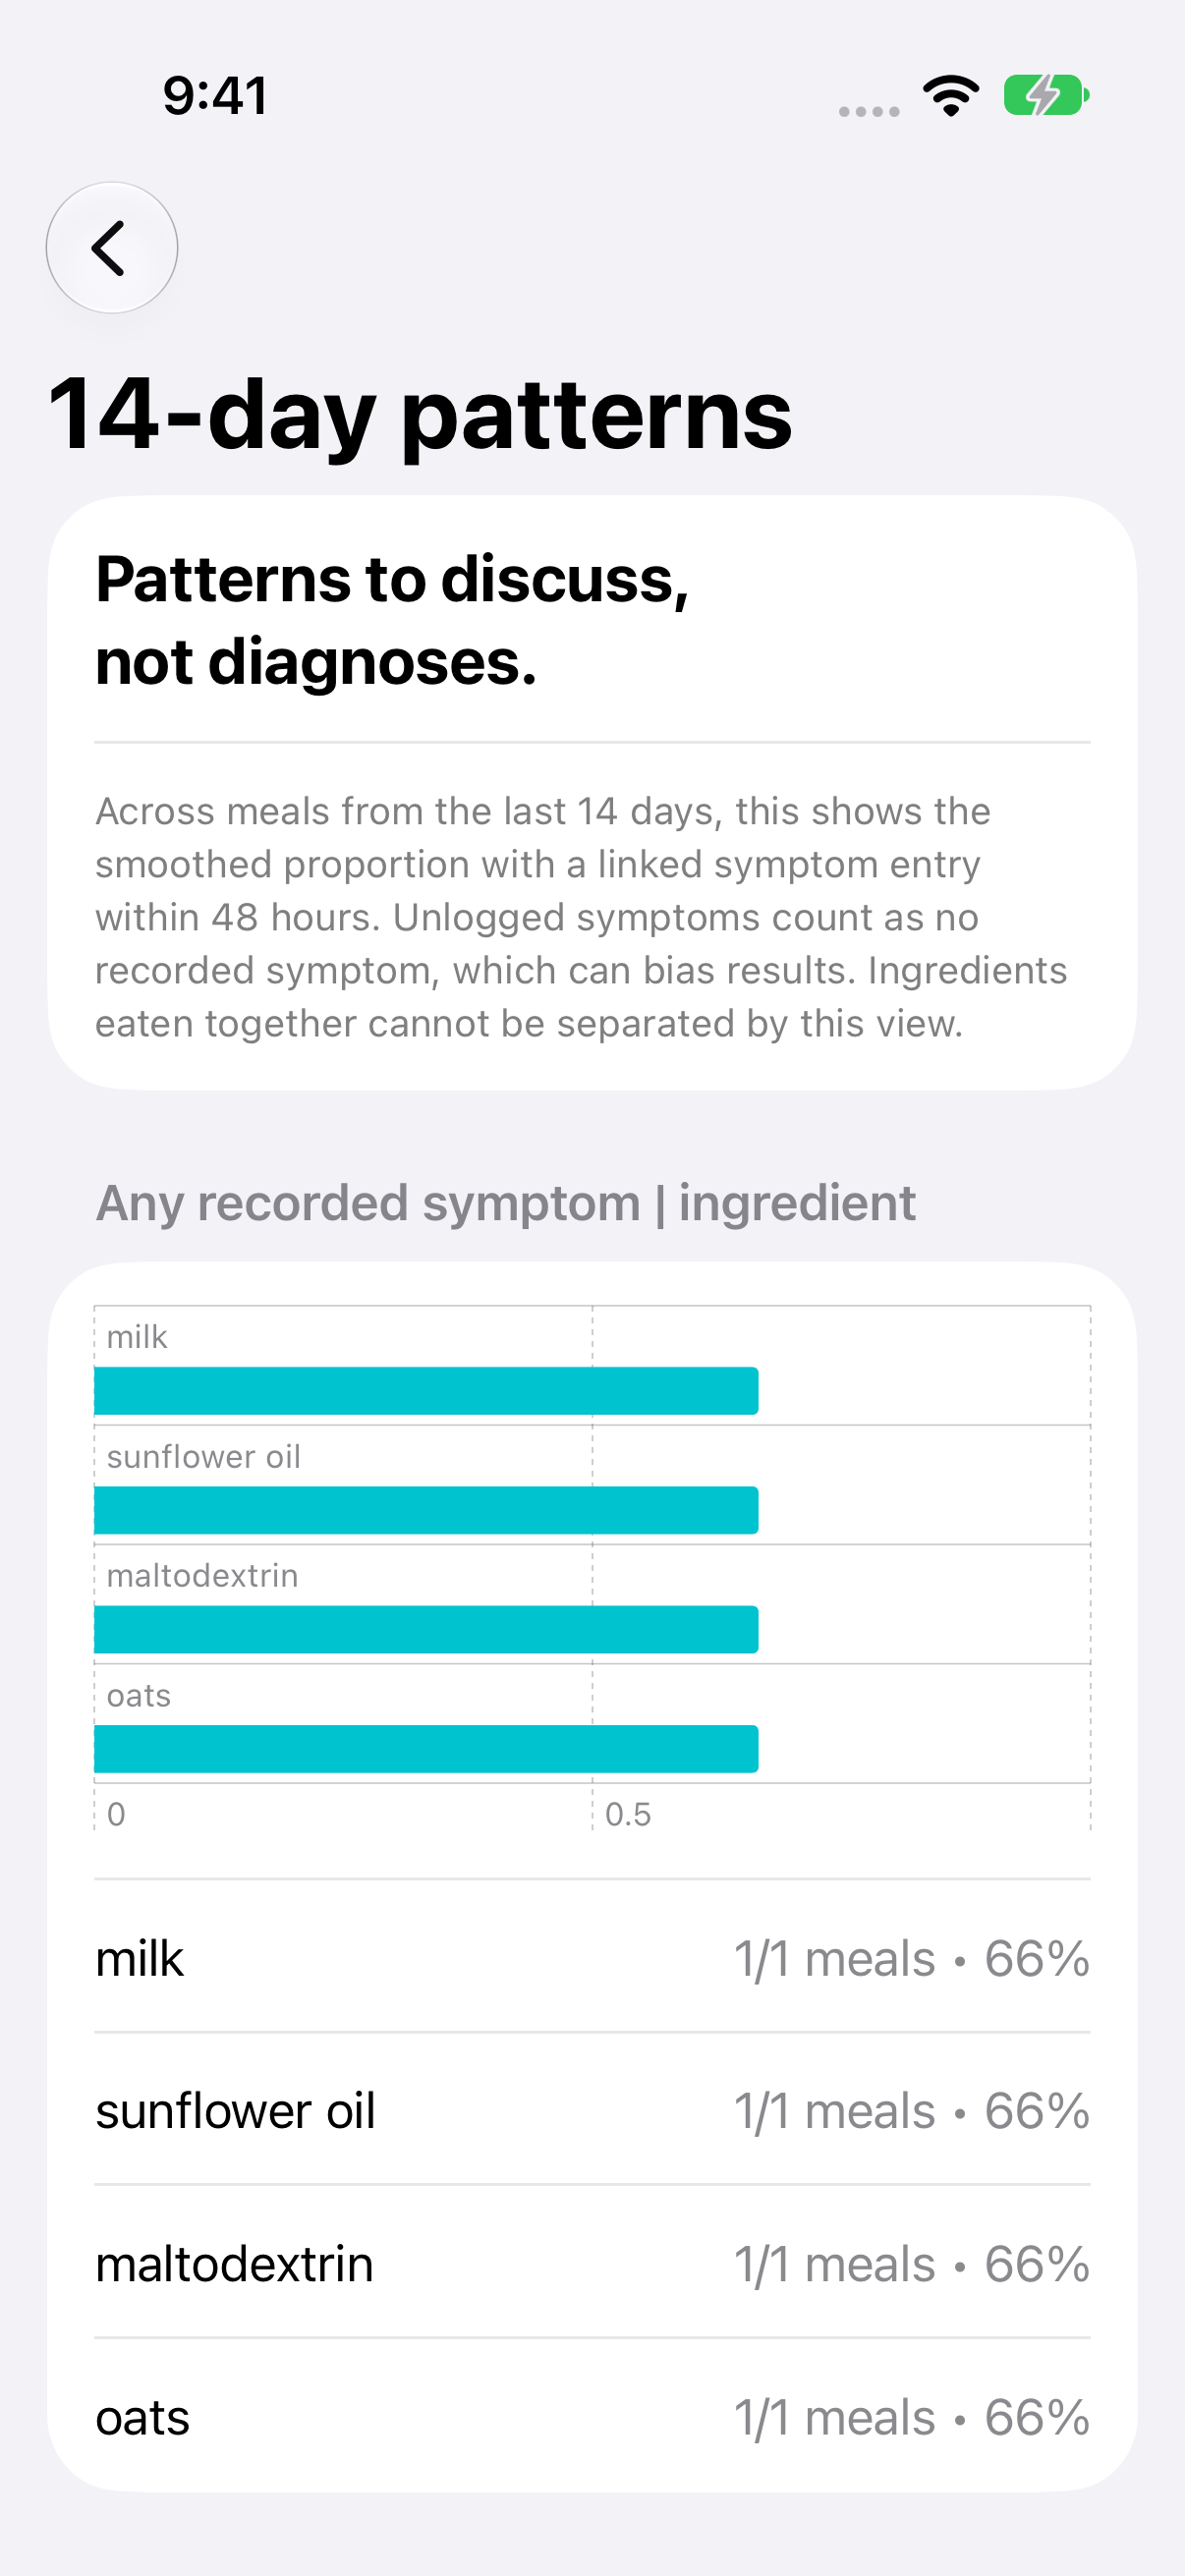 9:41
14-day patterns
Patterns to discuss,
not diagnoses.
Across meals from the last 14 days, this shows the
smoothed proportion with a linked symptom entry
within 48 hours. Unlogged symptoms count as no
recorded symptom, which can bias results. Ingredients
eaten together cannot be separated by this view.
Any recorded symptom | ingredient
milk
sunflower oil
maltodextrin
oats
0 0.5
milk 1/1 meals • 66%
sunflower oil 1/1 meals • 66%
maltodextrin 1/1 meals • 66%
oats 1/1 meals • 66%